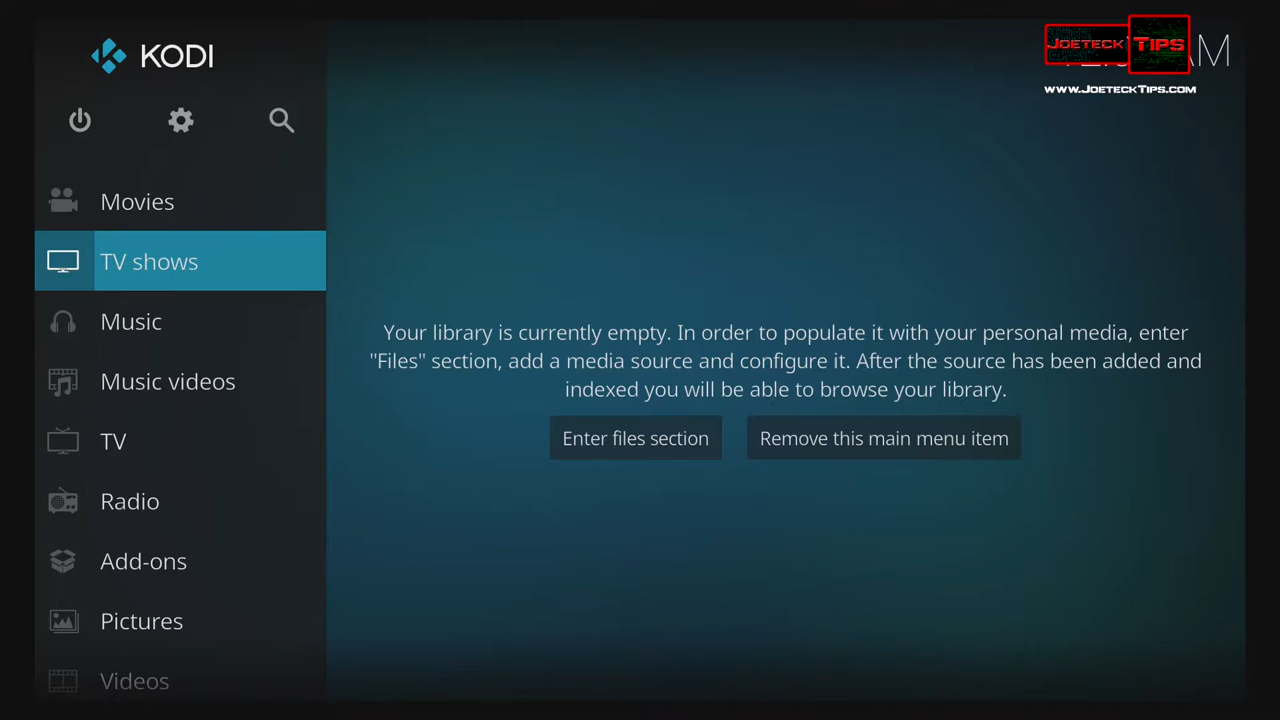 KODI
JOETECK TIPS
AM
www.JoeteckTips.com
Movies
TV shows
Music
Music videos
TV
Radio
Add-ons
Pictures
Videos
Your library is currently empty. In order to populate it with your personal media, enter
"Files" section, add a media source and configure it. After the source has been added and
indexed you will be able to browse your library.
Enter files section
Remove this main menu item